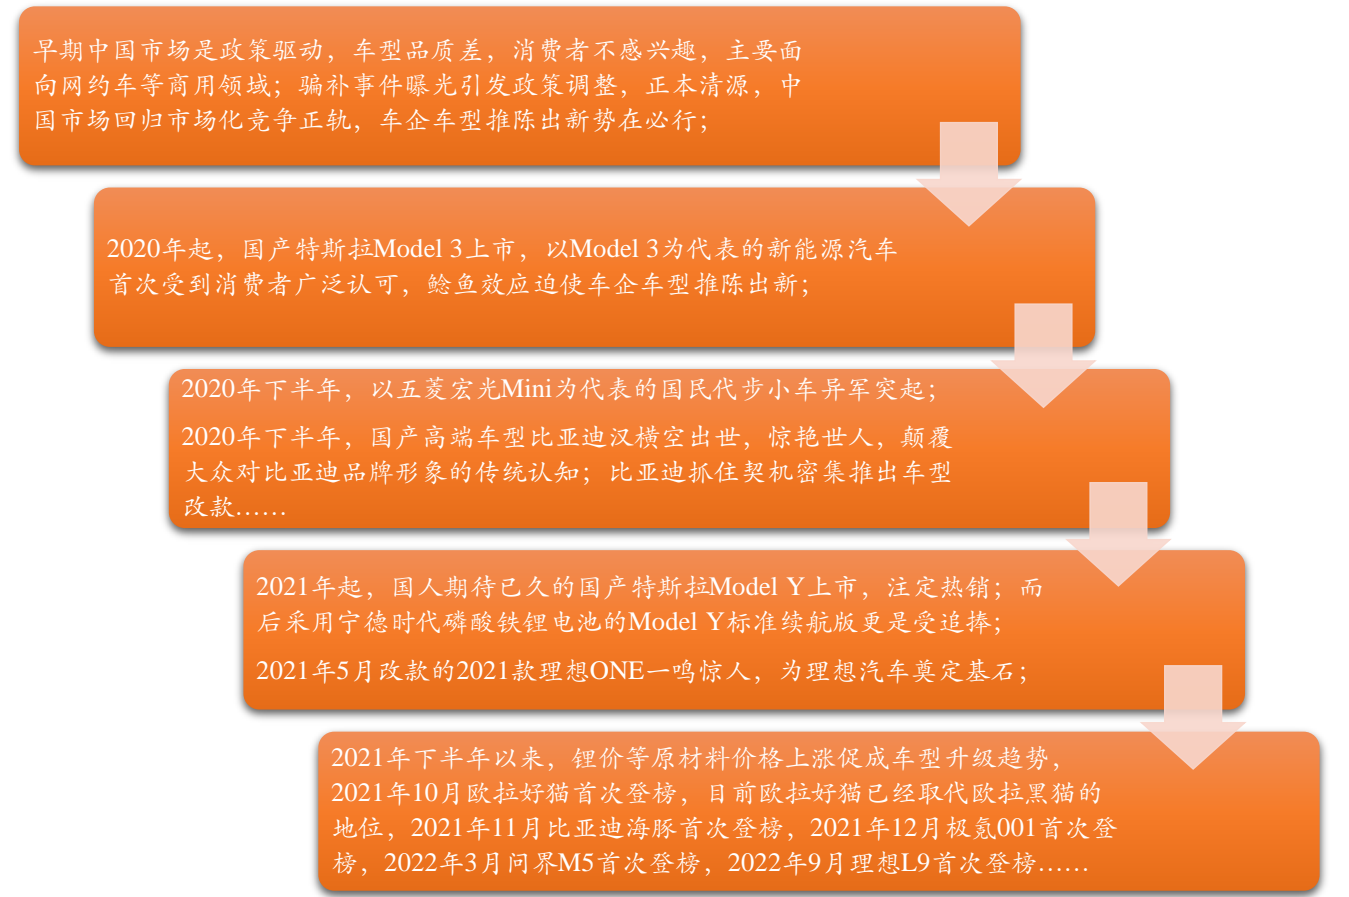 早期中国市场是政策驱动，车型品质差，消费者不感兴趣，主要面
向网约车等商用领域；骗补事件曝光引发政策调整，正本清源，中
国市场回归市场化竞争正轨，车企车型推陈出新势在必行；
2020年起，国产特斯拉Model 3上市，以Model 3为代表的新能源汽车
首次受到消费者广泛认可，鲶鱼效应迫使车企车型推陈出新；
2020年下半年，以五菱宏光Mini为代表的国民代步小车异军突起；
2020年下半年，国产高端车型比亚迪汉横空出世，惊艳世人，颠覆
大众对比亚迪品牌形象的传统认知；比亚迪抓住契机密集推出车型
改款……
2021年起，国人期待已久的国产特斯拉Model Y上市，注定热销；而
后采用宁德时代磷酸铁锂电池的Model Y标准续航版更是受追捧；
2021年5月改款的2021款理想ONE一鸣惊人，为理想汽车奠定基石；
2021年下半年以来，锂价等原材料价格上涨促成车型升级趋势，
2021年10月欧拉好猫首次登榜，目前欧拉好猫已经取代欧拉黑猫的
地位，2021年11月比亚迪海豚首次登榜，2021年12月极氪001首次登
榜，2022年3月问界M5首次登榜，2022年9月理想L9首次登榜……